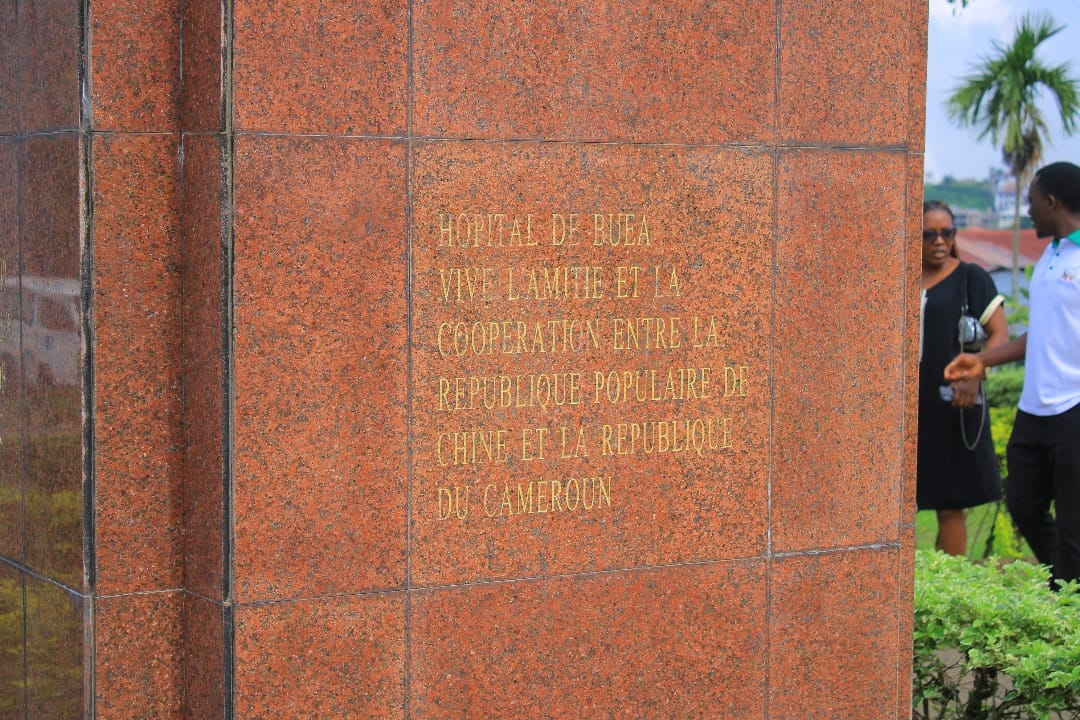 HOPITAL DE BUEA
VIVE L'AMITIE ET LA
COOPERATION ENTRE LA
REPUBLIQUE POPULAIRE DE
CHINE ET LA REPUBLIQUE
DU CAMEROUN